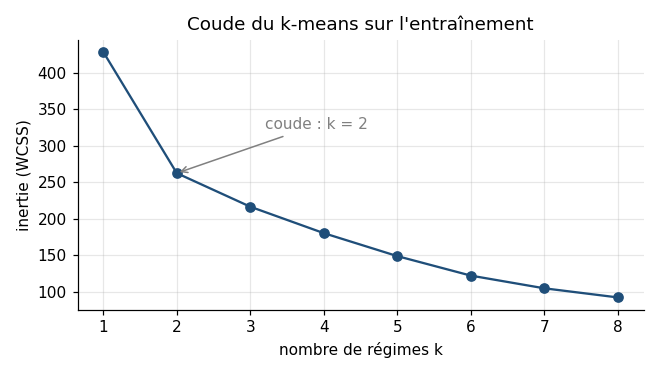 Coude du k-means sur l'entraînement
inertie (WCSS)
400
350
300
250
200
150
100
coude : k = 2
1 2 3 4 5 6 7 8
nombre de régimes k